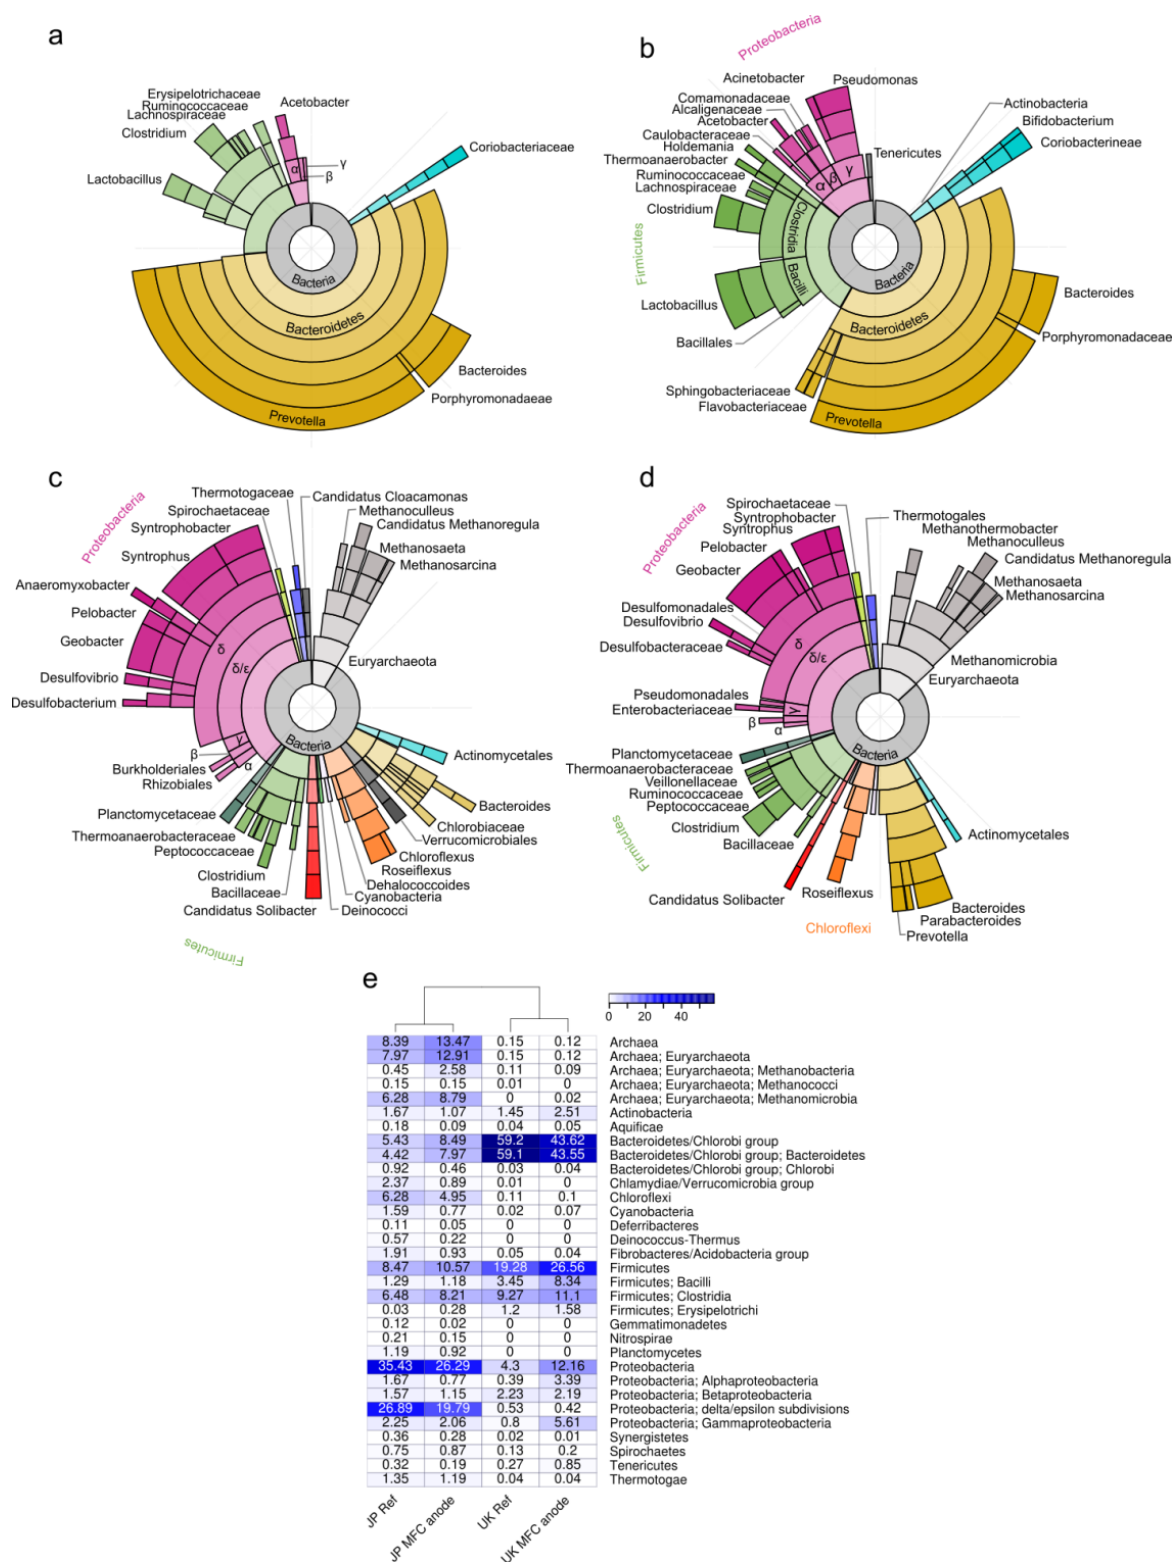 a
Erysipelotrichaceae
Ruminococcaceae
Lachnospiraceae
Clostridium
Lactobacillus
Acetobacter
α
γ
β
Coriobacteriaceae
Bacteria
Bacteroidetes
Bacteroides
Porphyromonadaeae
Prevotella
b
Proteobacteria
Acinetobacter
Pseudomonas
Comamonadaceae
Alcaligenaceae
Acetobacter
Caulobacteraceae
Holdemania
Thermoanaerobacter
Ruminococcaceae
Lachnospiraceae
Clostridium
Firmicutes
Lactobacillus
Bacillales
Clostridia
Bacilli
α
β
γ
Tenericutes
Actinobacteria
Bifidobacterium
Coriobacterineae
Bacteria
Bacteroidetes
Bacteroides
Porphyromonadaceae
Sphingobacteriaceae
Flavobacteriaceae
Prevotella
c
Proteobacteria
Thermotogaceae
Spirochaetaceae
Syntrophobacter
Syntrophus
Anaeromyxobacter
Pelobacter
Geobacter
Desulfovibrio
Desulfobacterium
δ
δ/ε
β
γ
α
Burkholderiales
Rhizobiales
Planctomycetaceae
Thermoanaerobacteraceae
Peptococcaceae
Clostridium
Bacillaceae
Candidatus Solibacter
Firmicutes
Candidatus Cloacamonas
Methanoculleus
Candidatus Methanoregula
Methanosaeta
Methanosarcina
Euryarchaeota
Bacteria
Actinomycetales
Bacteroides
Chlorobiaceae
Verrucomicrobiales
Chloroflexus
Roseiflexus
Dehalococcoides
Cyanobacteria
Deinococci
d
Proteobacteria
Spirochaetaceae
Syntrophobacter
Syntrophus
Pelobacter
Geobacter
Desulfomonadales
Desulfovibrio
Desulfobacteraceae
δ
δ/ε
Pseudomonadales
Enterobacteriaceae
γ
β
α
Planctomycetaceae
Thermoanaerobacteraceae
Veillonellaceae
Ruminococcaceae
Peptococcaceae
Clostridium
Bacillaceae
Firmicutes
Candidatus Solibacter
Thermotogales
Methanothermobacter
Methanoculleus
Candidatus Methanoregula
Methanosaeta
Methanosarcina
Methanomicrobia
Euryarchaeota
Bacteria
Actinomycetales
Roseiflexus
Chloroflexi
Bacteroides
Parabacteroides
Prevotella
e
0 20 40
8.39 13.47 0.15 0.12 Archaea
7.97 12.91 0.15 0.12 Archaea; Euryarchaeota
0.45 2.58 0.11 0.09 Archaea; Euryarchaeota; Methanobacteria
0.15 0.15 0.01 0 Archaea; Euryarchaeota; Methanococci
6.28 8.79 0 0.02 Archaea; Euryarchaeota; Methanomicrobia
1.67 1.07 1.45 2.51 Actinobacteria
0.18 0.09 0.04 0.05 Aquificae
5.43 8.49 59.2 43.62 Bacteroidetes/Chlorobi group
4.42 7.97 59.1 43.55 Bacteroidetes/Chlorobi group; Bacteroidetes
0.92 0.46 0.03 0.04 Bacteroidetes/Chlorobi group; Chlorobi
2.37 0.89 0.01 0 Chlamydiae/Verrucomicrobia group
6.28 4.95 0.11 0.1 Chloroflexi
1.59 0.77 0.02 0.07 Cyanobacteria
0.11 0.05 0 0 Deferribacteres
0.57 0.22 0 0 Deinococcus-Thermus
1.91 0.93 0.05 0.04 Fibrobacteres/Acidobacteria group
8.47 10.57 19.28 26.56 Firmicutes
1.29 1.18 3.45 8.34 Firmicutes; Bacilli
6.48 8.21 9.27 11.1 Firmicutes; Clostridia
0.03 0.28 1.2 1.58 Firmicutes; Erysipelotrichi
0.12 0.02 0 0 Gemmatimonadetes
0.21 0.15 0 0 Nitrospirae
1.19 0.92 0 0 Planctomycetes
35.43 26.29 4.3 12.16 Proteobacteria
1.67 0.77 0.39 3.39 Proteobacteria; Alphaproteobacteria
1.57 1.15 2.23 2.19 Proteobacteria; Betaproteobacteria
26.89 19.79 0.53 0.42 Proteobacteria; delta/epsilon subdivisions
2.25 2.06 0.8 5.61 Proteobacteria; Gammaproteobacteria
0.36 0.28 0.02 0.01 Synergistetes
0.75 0.87 0.13 0.2 Spirochaetes
0.32 0.19 0.27 0.85 Tenericutes
1.35 1.19 0.04 0.04 Thermotogae
JP Ref
JP MFC anode
UK Ref
UK MFC anode